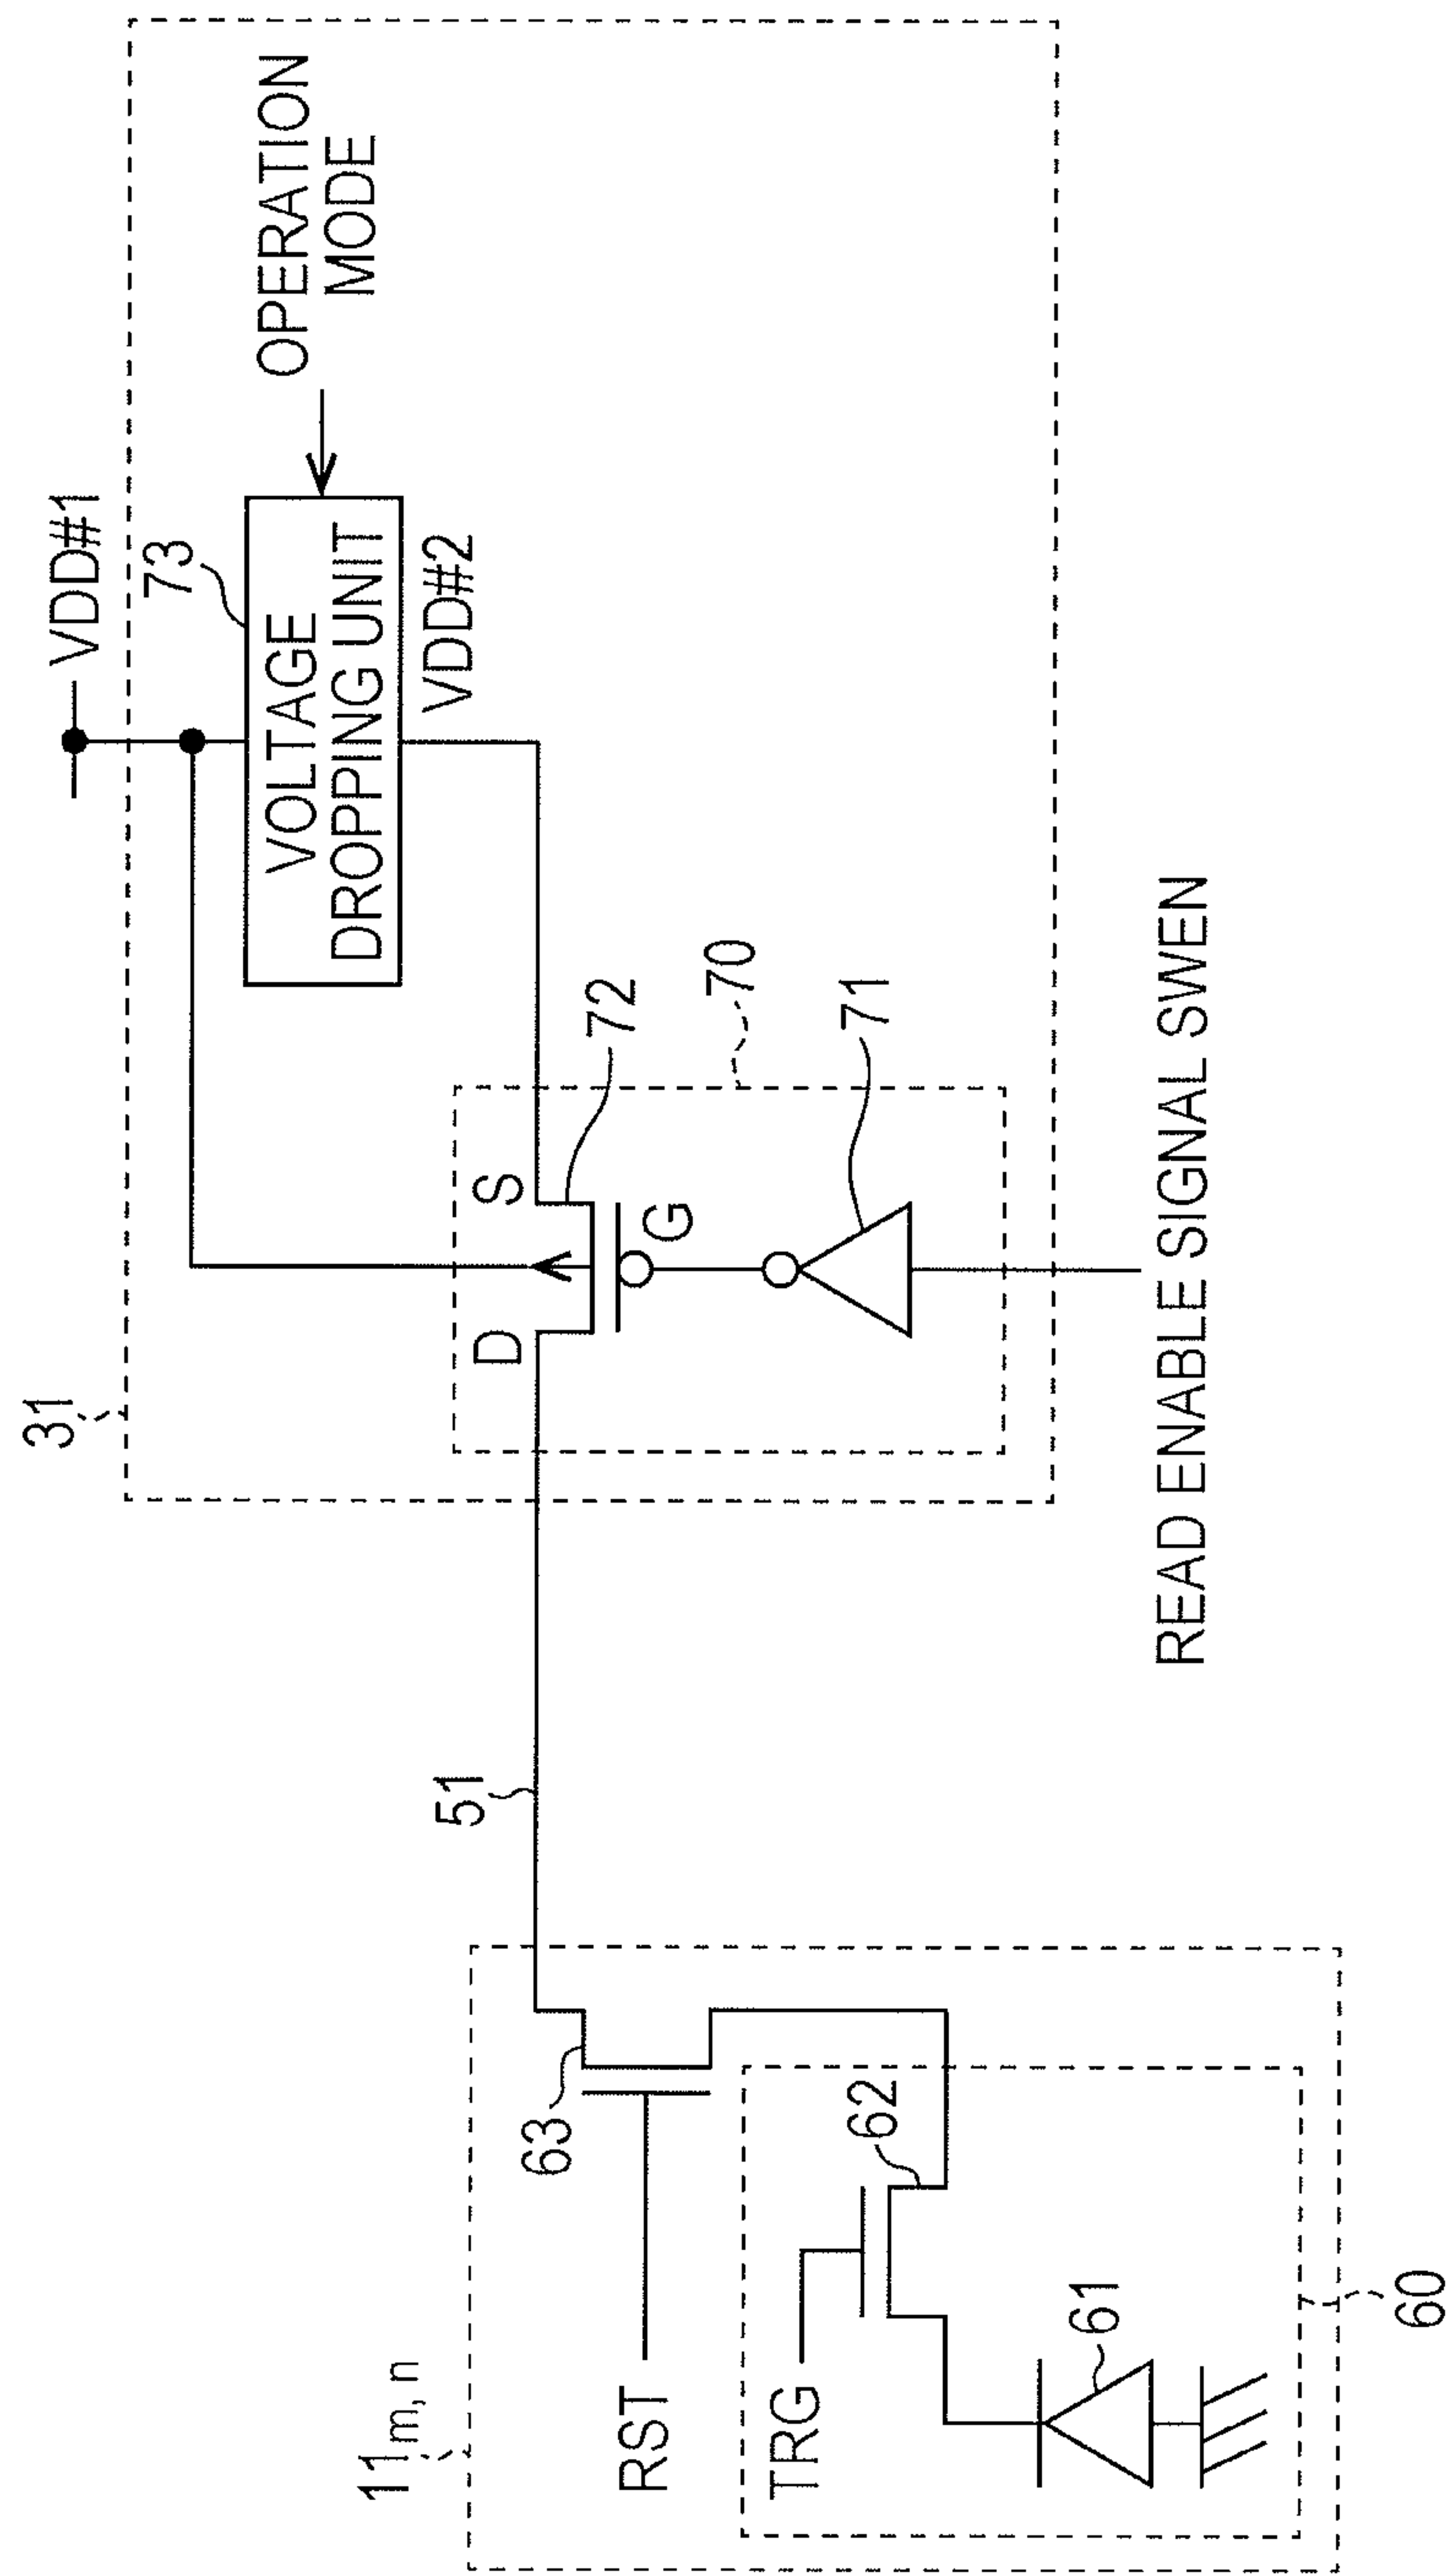 31
VDD#1
73
VOLTAGE
DROPPING UNIT
OPERATION
MODE
VDD#2
D
S
72
G
70
71
51
READ ENABLE SIGNAL SWEN
11m, n
63
RST
62
TRG
61
60